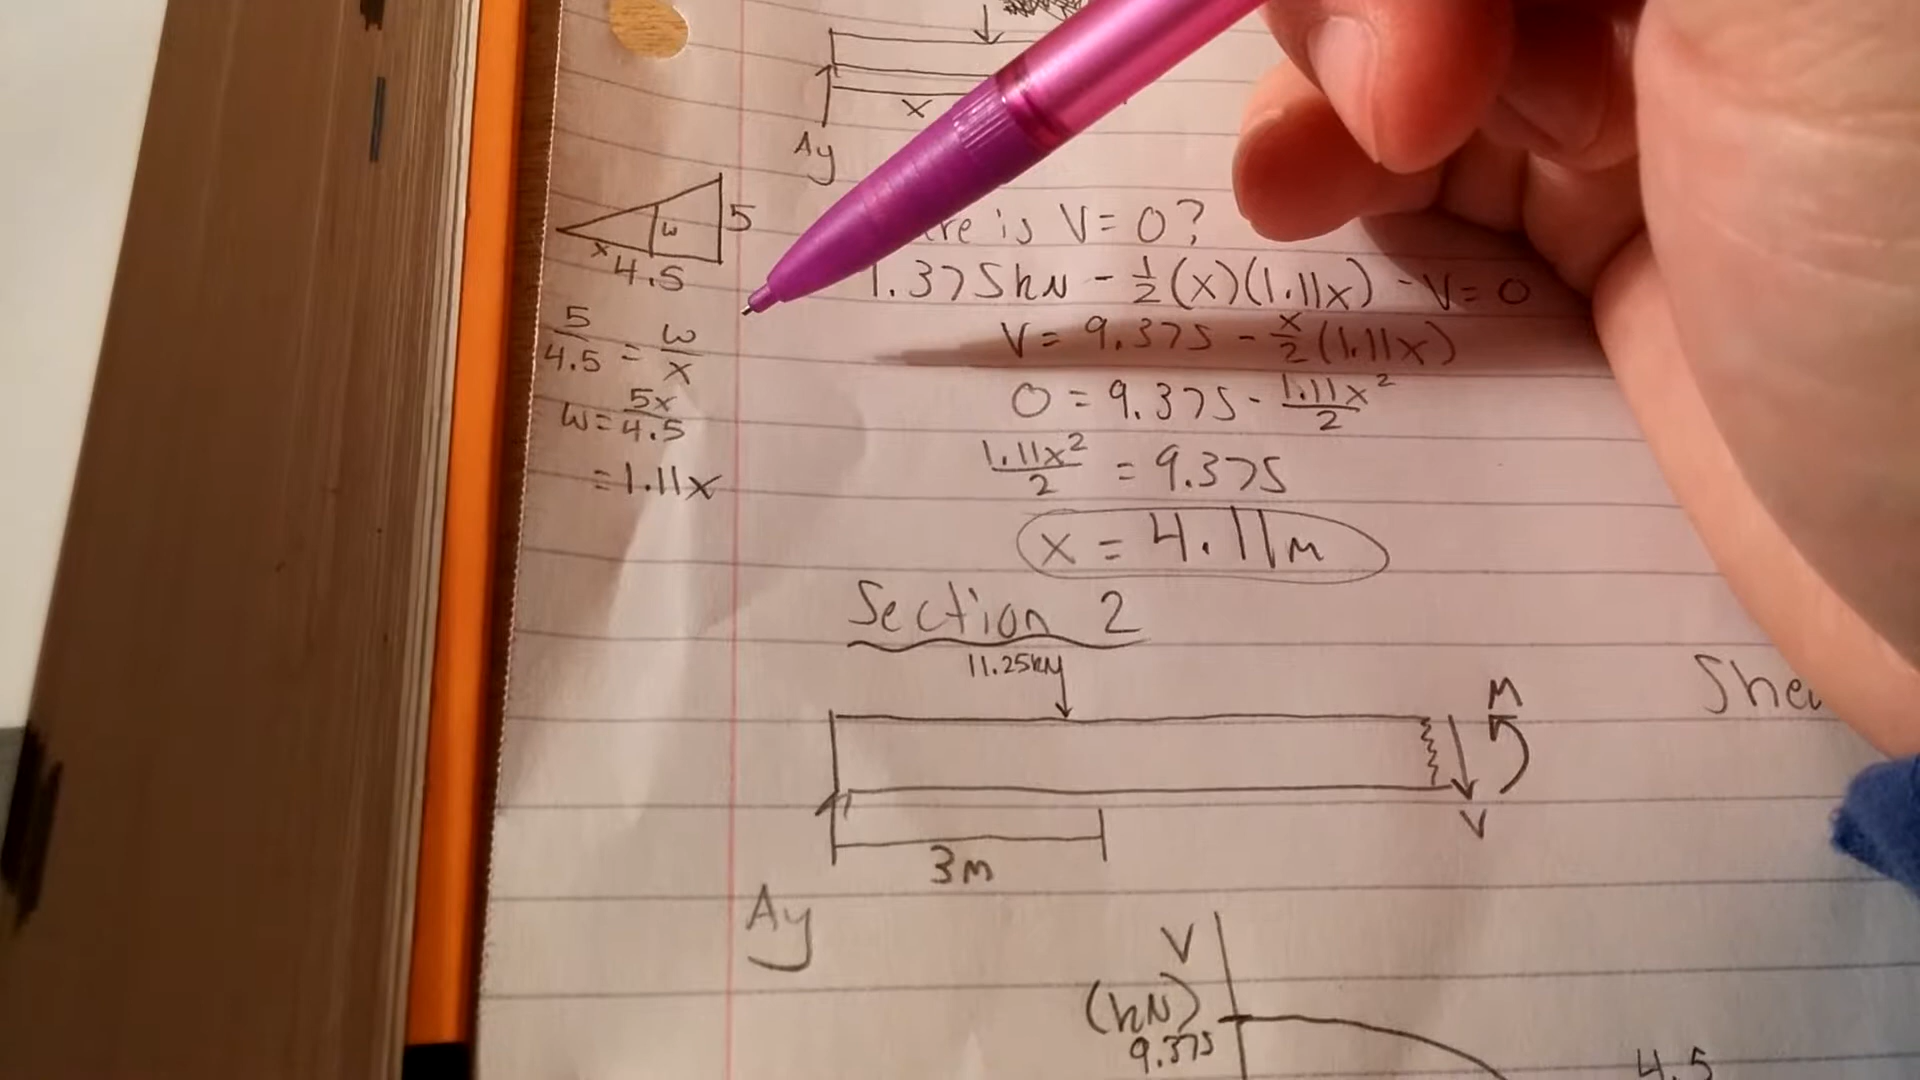 x
Ay
5
w
x
4.5
5/4.5 = w/x
w = 5x/4.5
= 1.11x
is V = 0?
.375kN - 1/2(x)(1.11x) - V = 0
V = 9.375 - x/2(1.11x)
0 = 9.375 - 1.11x²/2
1.11x²/2 = 9.375
x = 4.11m
Section 2
11.25kN
M
V
3m
Ay
V
(kN)
9.375
4.5